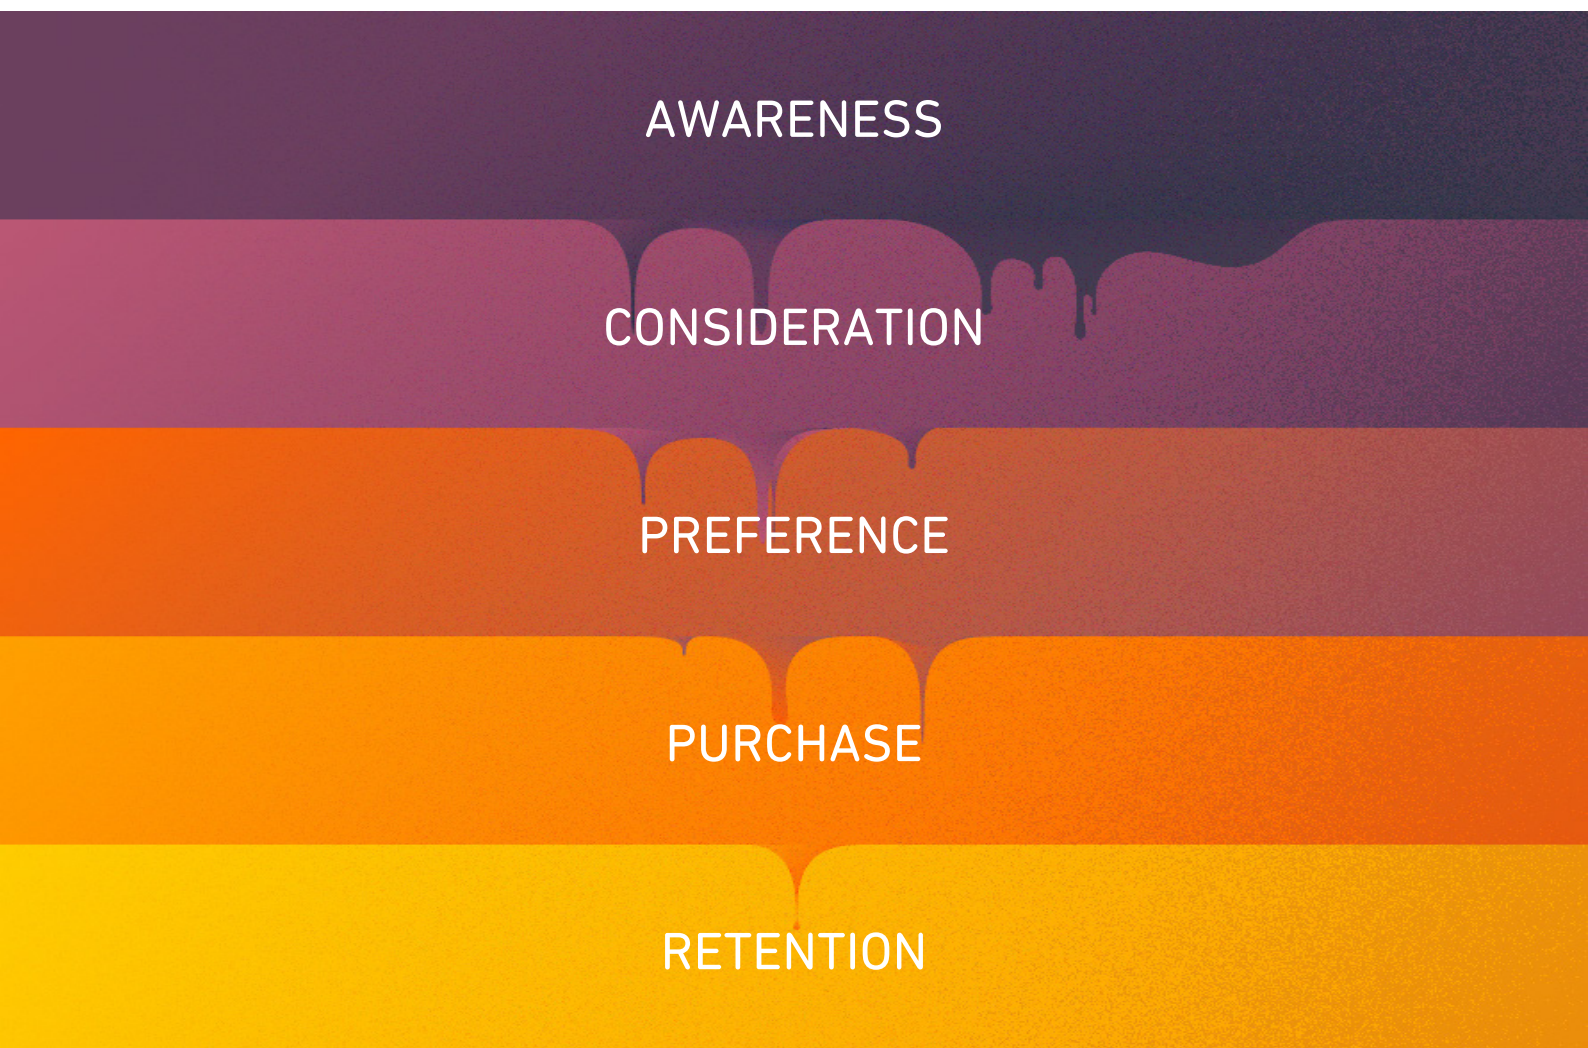 AWARENESS
CONSIDERATION
PREFERENCE
PURCHASE
RETENTION